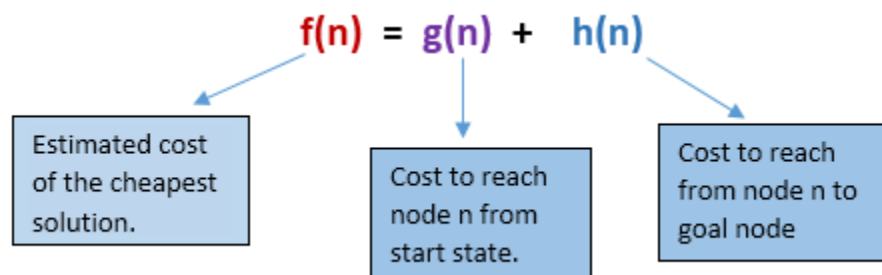 f(n) = g(n) + h(n)
Estimated cost
of the cheapest
solution.
Cost to reach
node n from
start state.
Cost to reach
from node n to
goal node